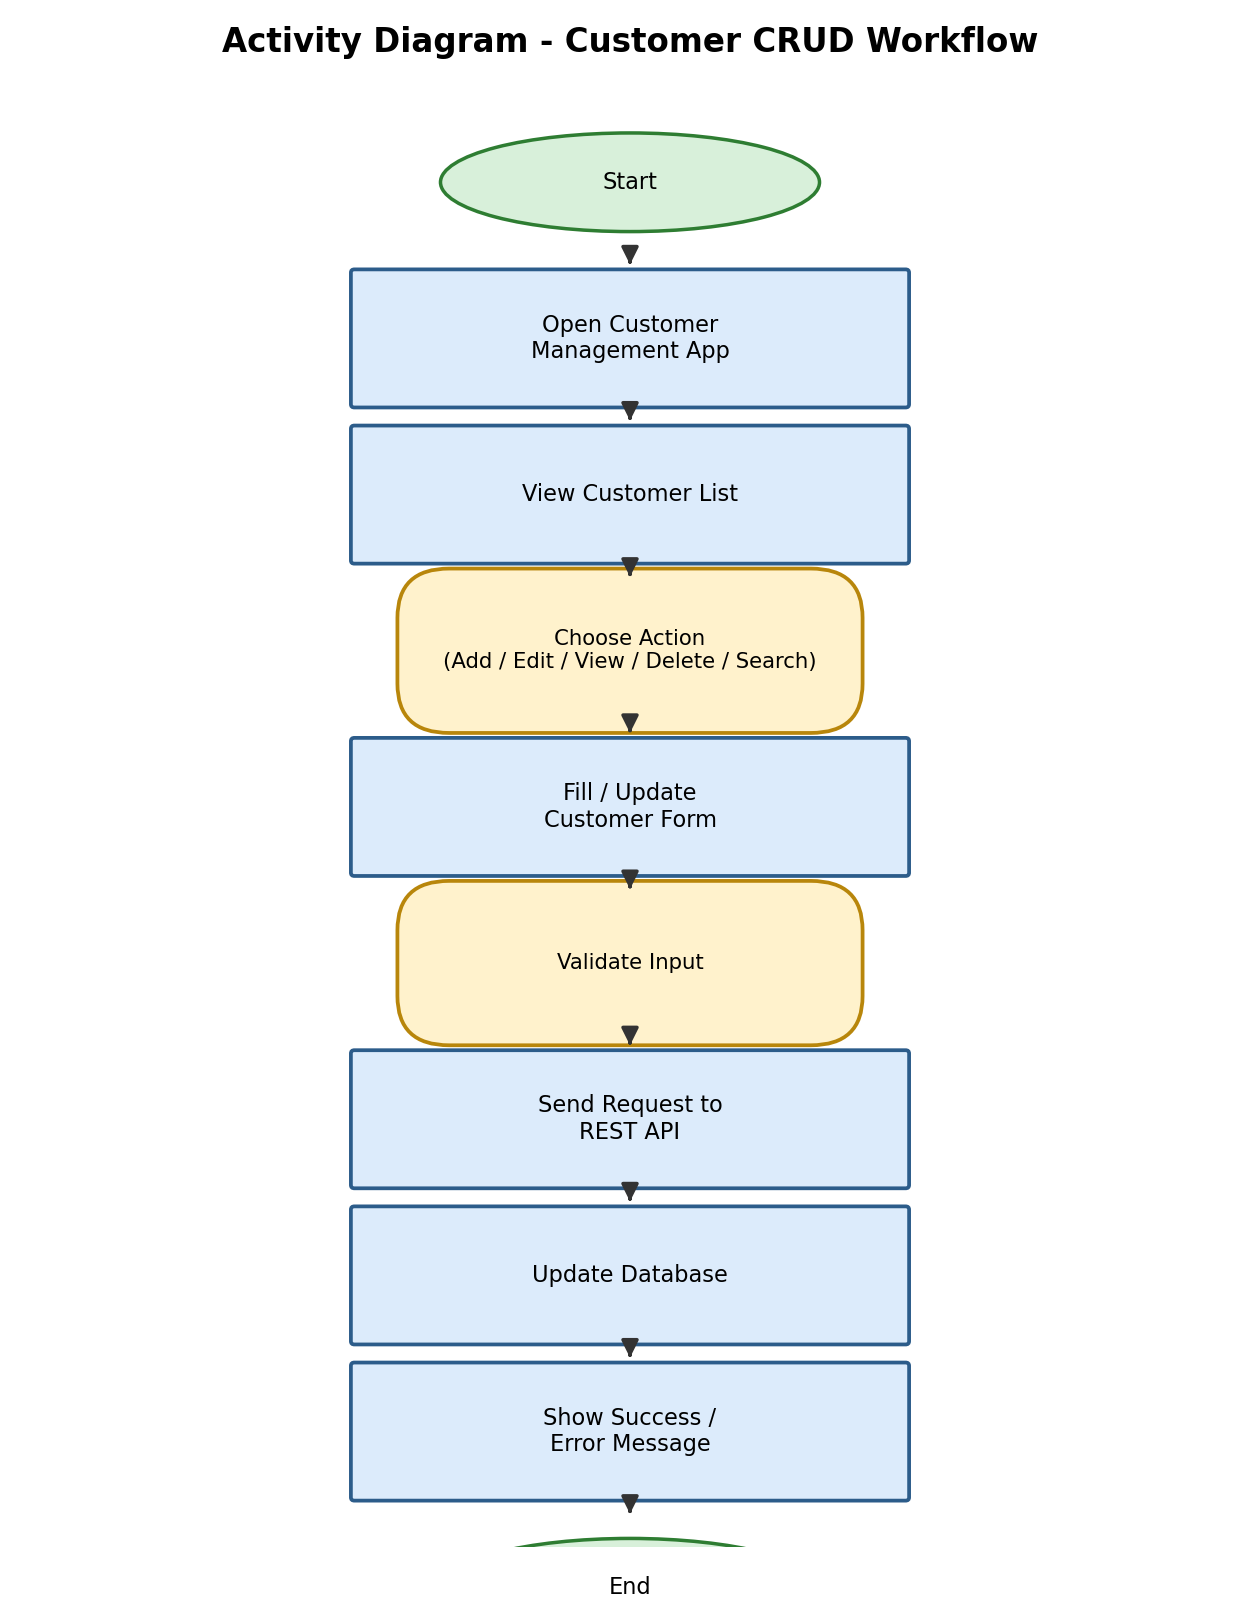 Activity Diagram - Customer CRUD Workflow
Start
Open Customer
Management App
View Customer List
Choose Action
(Add / Edit / View / Delete / Search)
Fill / Update
Customer Form
Validate Input
Send Request to
REST API
Update Database
Show Success /
Error Message
End